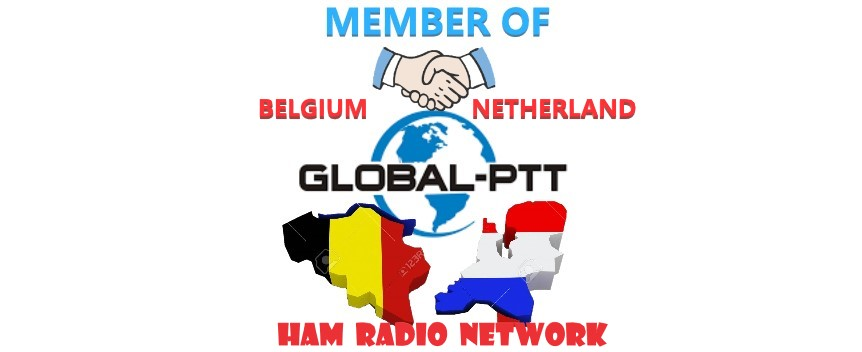 MEMBER OF
BELGIUM NETHERLAND
GLOBAL-PTT
HAM RADIO NETWORK